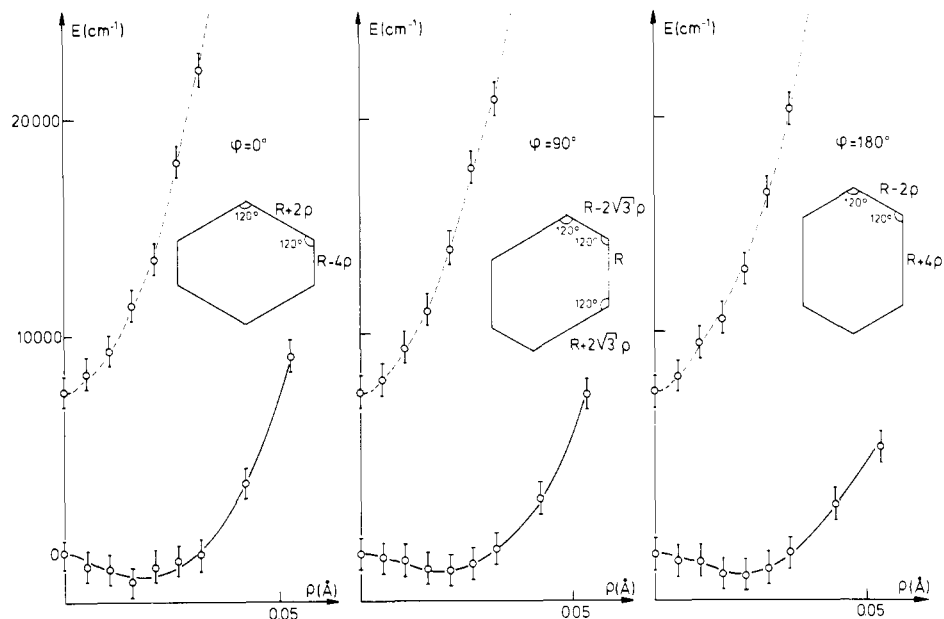 E(cm⁻¹)
20000
10000
0
φ=0°
120°
R+2ρ
120°
R-4ρ
0.05
ρ(Å)
E(cm⁻¹)
φ=90°
R-2√3ρ
120°
120°
R
120°
R+2√3ρ
0.05
ρ(Å)
E(cm⁻¹)
φ=180°
R-2ρ
120°
120°
R+4ρ
0.05
ρ(Å)